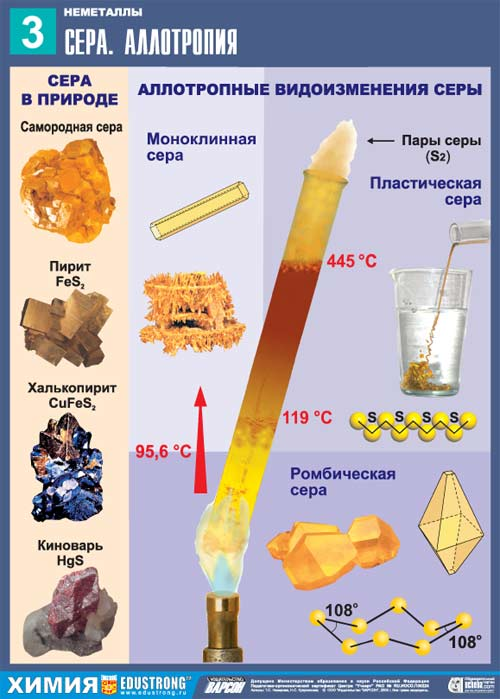 3
НЕМЕТАЛЛЫ
СЕРА. АЛЛОТРОПИЯ
СЕРА
В ПРИРОДЕ
Самородная сера
Пирит
FeS₂
Халькопирит
CuFeS₂
Киноварь
HgS
АЛЛОТРОПНЫЕ ВИДОИЗМЕНЕНИЯ СЕРЫ
Моноклинная
сера
Пары серы
(S₂)
Пластическая
сера
445 °C
119 °C
95,6 °C
S S S S
Ромбическая
сера
108°
108°
ХИМИЯ
EDUSTRONG
www.edustrong.ru
ВАРСОН